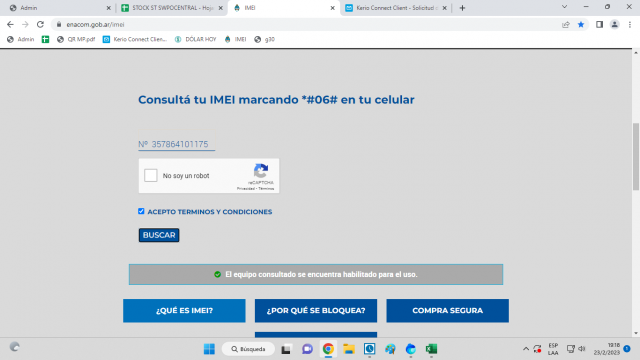 Admin
STOCK ST SWPOCENTRAL - Hoja
IMEI
Kerio Connect Client - Solicitud
enacom.gob.ar/imei
Admin
QR MP.pdf
Kerio Connect Clien...
DOLAR HOY
IMEI
g30
Consultá tu IMEI marcando *#06# en tu celular
Nº 357864101175
No soy un robot
reCAPTCHA
Privacidad - Términos
ACEPTO TERMINOS Y CONDICIONES
BUSCAR
El equipo consultado se encuentra habilitado para el uso.
¿QUÉ ES IMEI?
¿POR QUÉ SE BLOQUEA?
COMPRA SEGURA
Búsqueda
ESP
LAA
19:16
23/2/2023